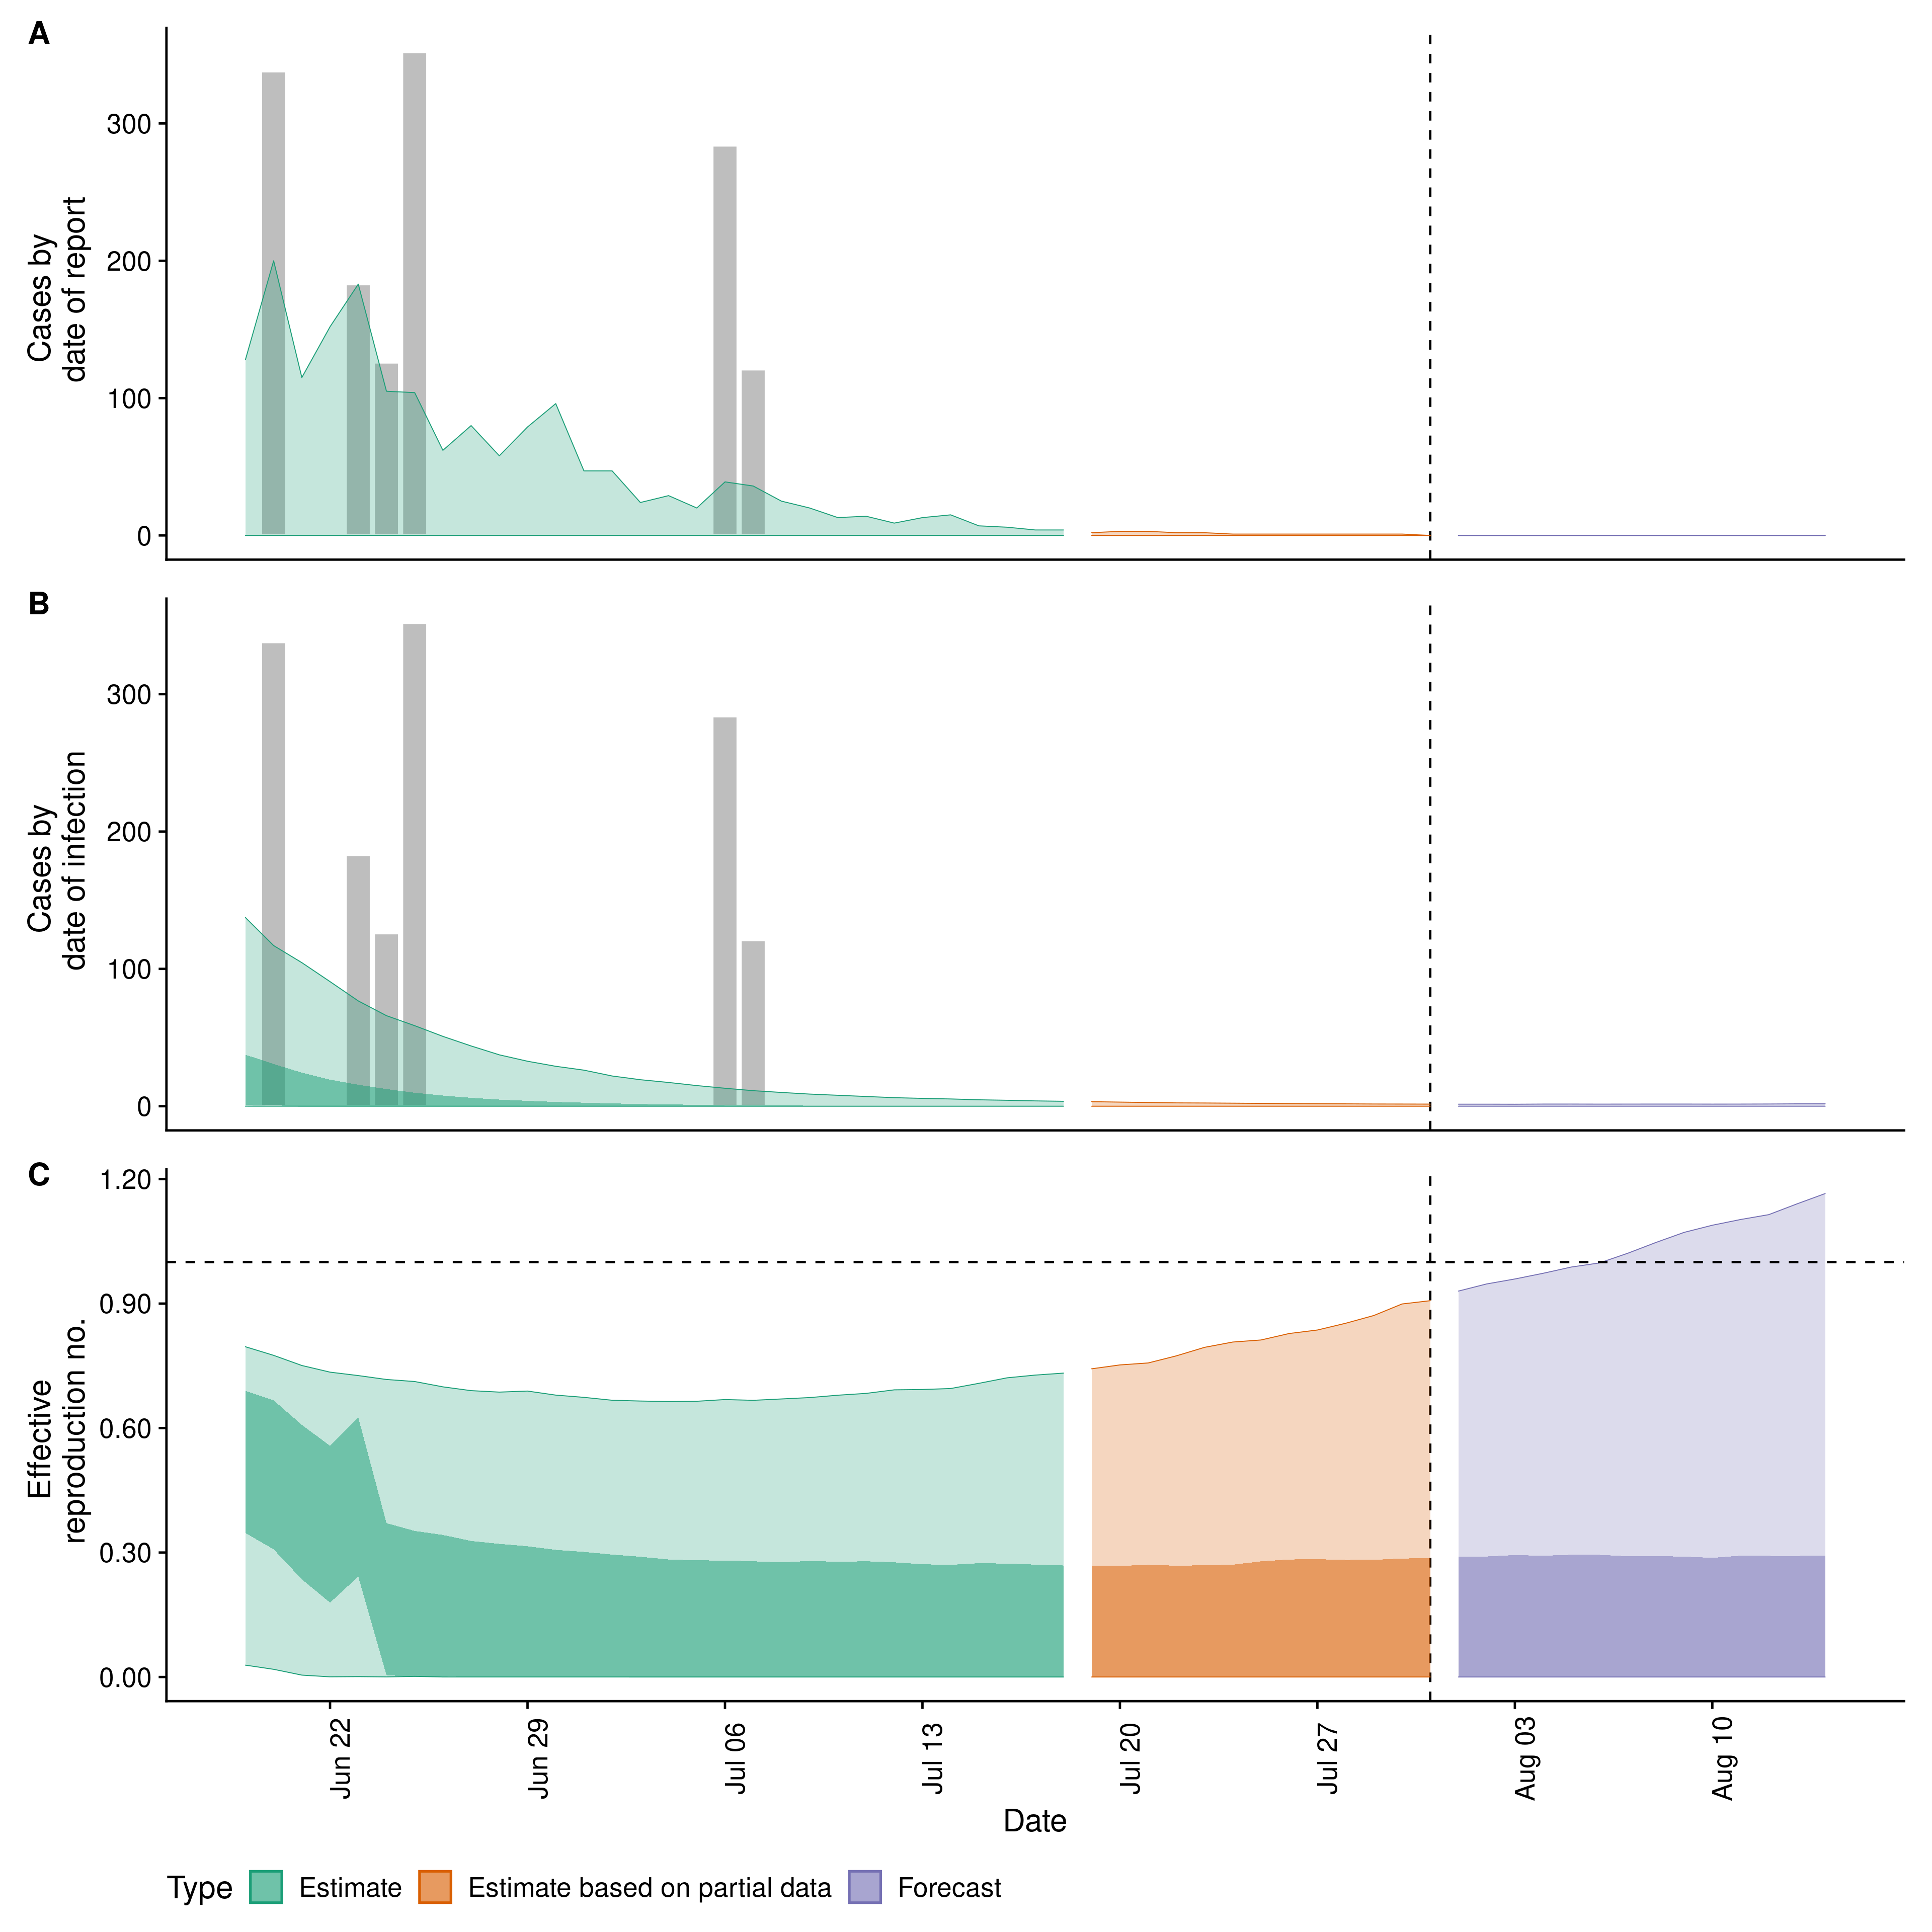 A
Cases by
date of report
300
200
100
0
B
Cases by
date of infection
300
200
100
0
C
Effective
reproduction no.
1.20
0.90
0.60
0.30
0.00
Jun 22
Jun 29
Jul 06
Jul 13
Jul 20
Jul 27
Aug 03
Aug 10
Date
Type Estimate Estimate based on partial data Forecast